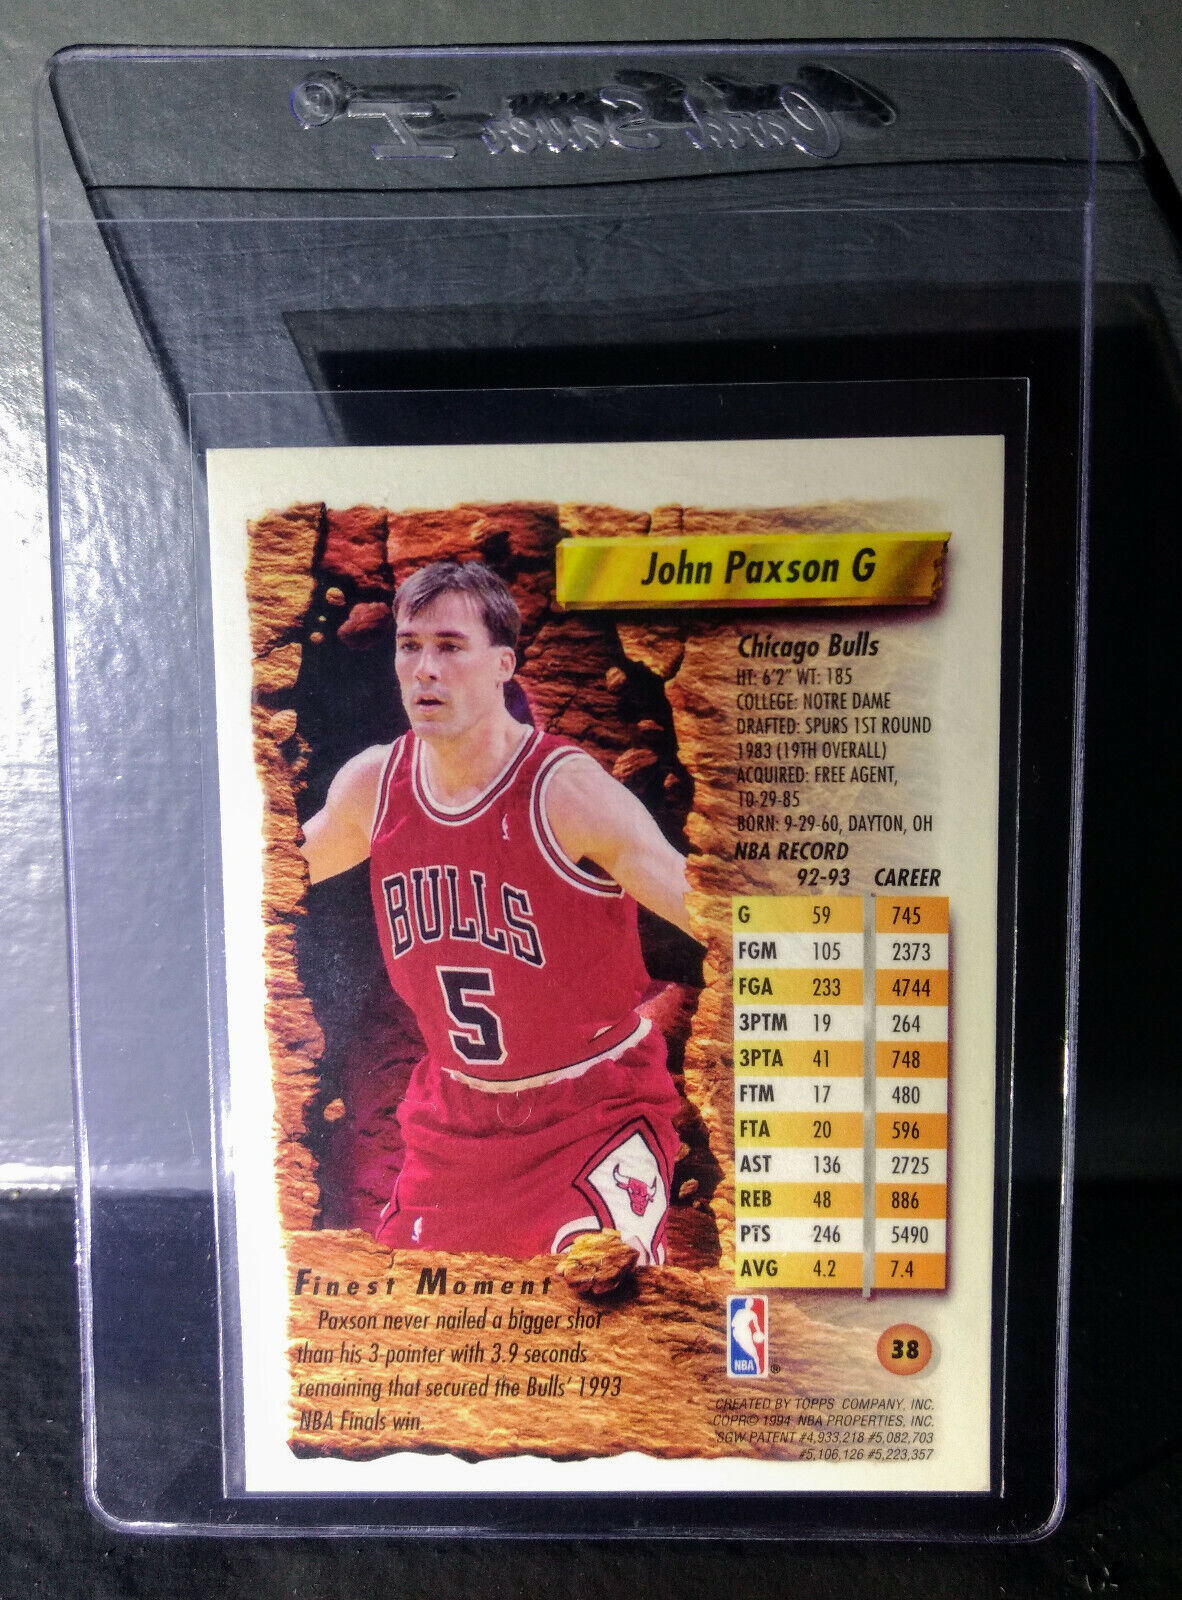 Card Saver I®
John Paxson G
Chicago Bulls
HT: 6'2" WT: 185
COLLEGE: NOTRE DAME
DRAFTED: SPURS 1ST ROUND
1983 (19TH OVERALL)
ACQUIRED: FREE AGENT,
10-29-85
BORN: 9-29-60, DAYTON, OH
NBA RECORD
92-93 CAREER
G 59 745
FGM 105 2373
FGA 233 4744
3PTM 19 264
3PTA 41 748
FTM 17 480
FTA 20 596
AST 136 2725
REB 48 886
PTS 246 5490
AVG 4.2 7.4
BULLS
5
Finest Moment
Paxson never nailed a bigger shot
than his 3-pointer with 3.9 seconds
remaining that secured the Bulls' 1993
NBA Finals win.
NBA ®
38
CREATED BY TOPPS COMPANY, INC.
COPR© 1994 NBA PROPERTIES, INC.
SGW PATENT #4,933,218 #5,082,703
#5,106,126 #5,223,357